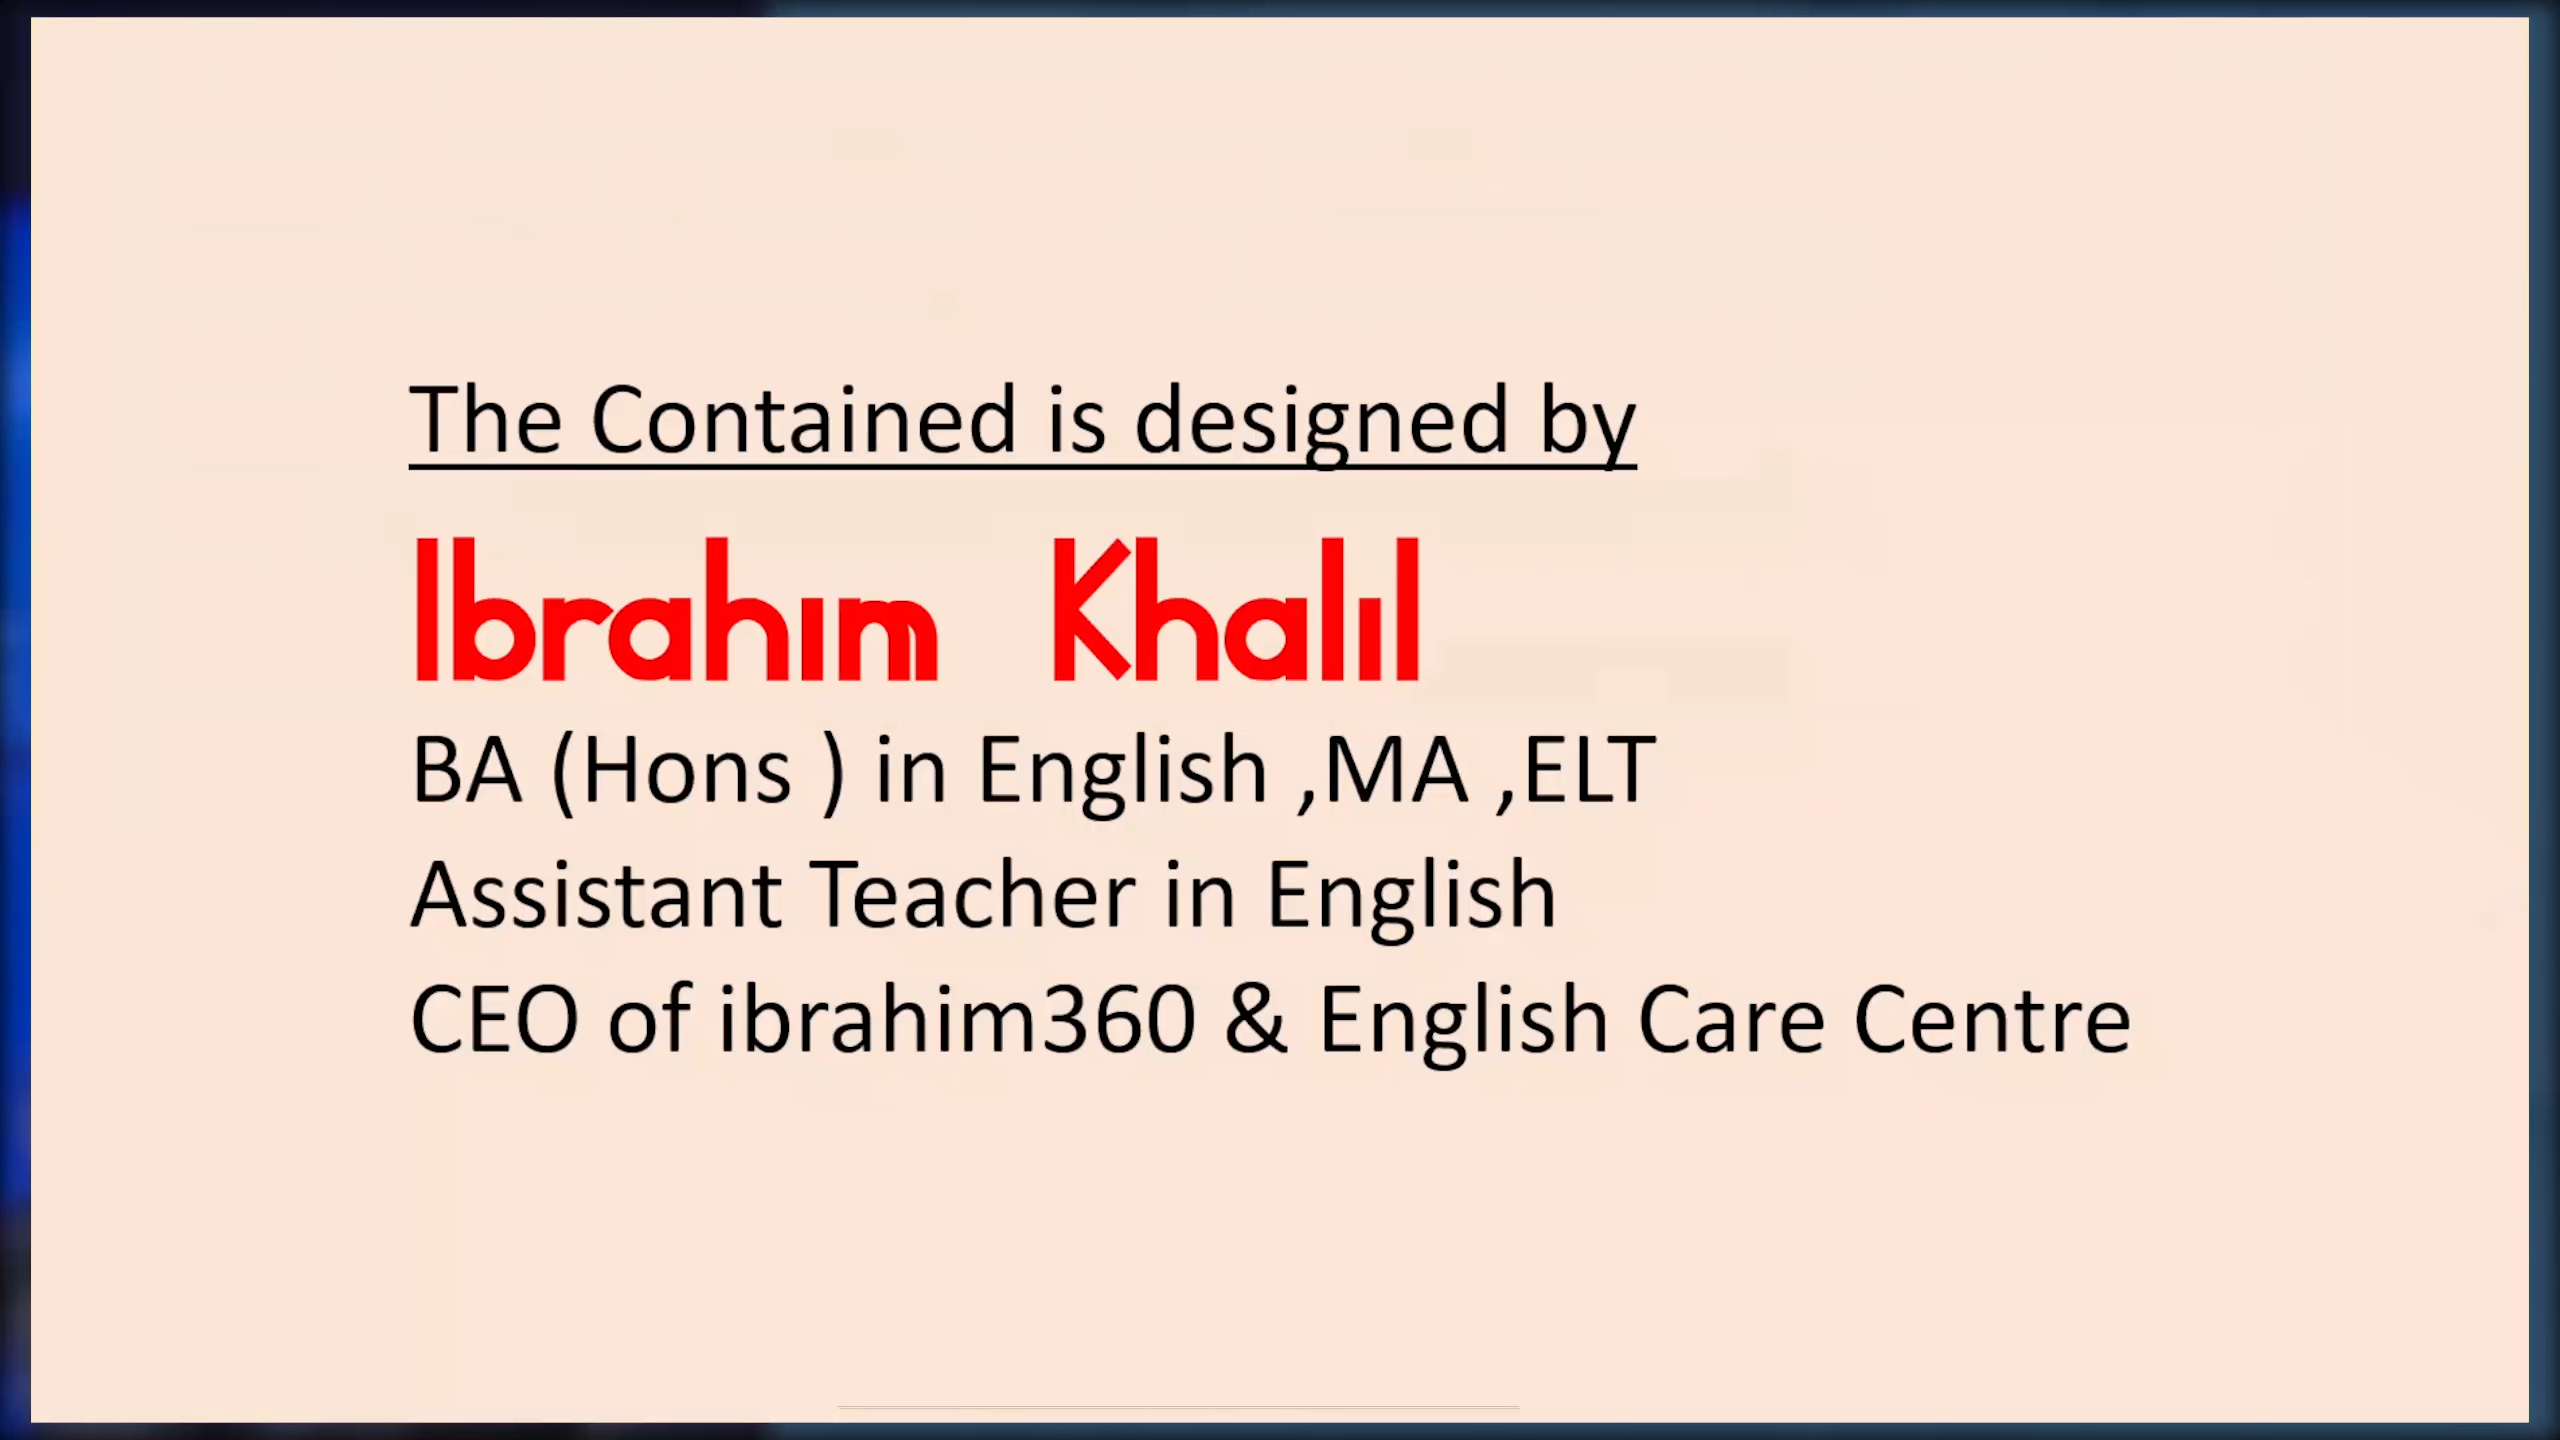 The Contained is designed by
Ibrahim Khalil
BA (Hons ) in English ,MA ,ELT
Assistant Teacher in English
CEO of ibrahim360 & English Care Centre